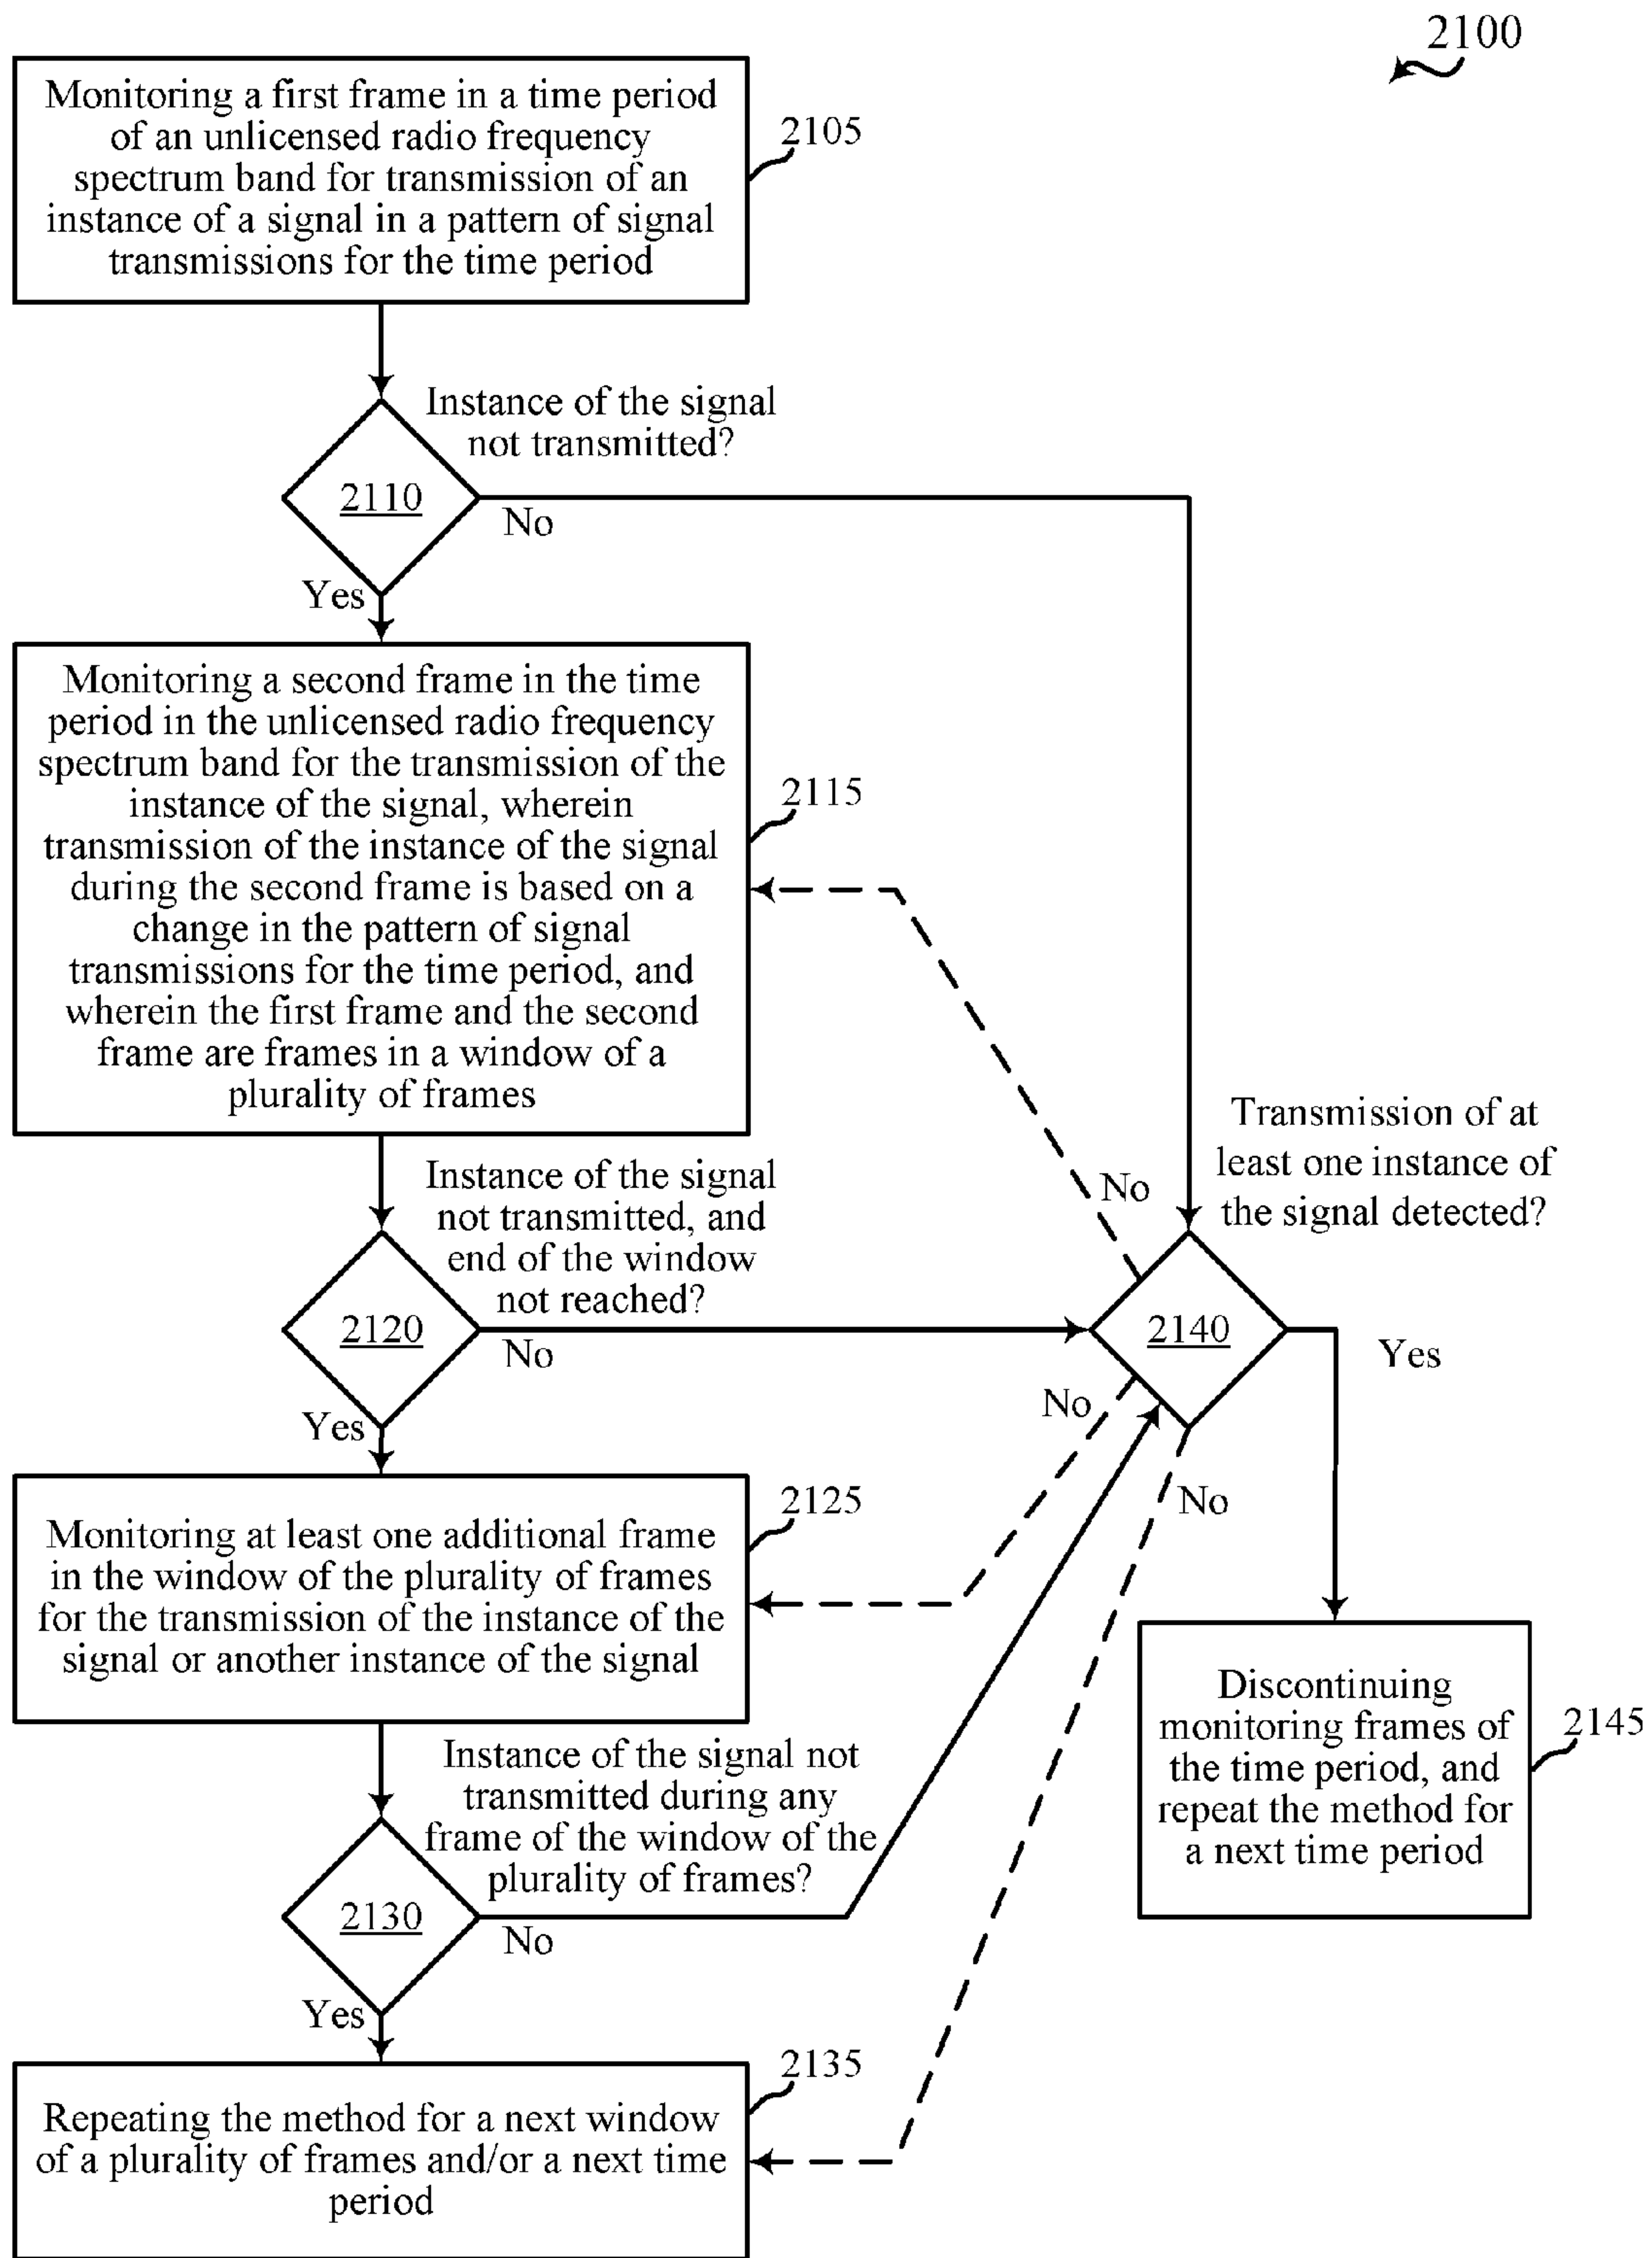 2100
Monitoring a first frame in a time period
of an unlicensed radio frequency
spectrum band for transmission of an
instance of a signal in a pattern of signal
transmissions for the time period
2105
Instance of the signal
not transmitted?
2110
No
Yes
Monitoring a second frame in the time
period in the unlicensed radio frequency
spectrum band for the transmission of the
instance of the signal, wherein
transmission of the instance of the signal
during the second frame is based on a
change in the pattern of signal
transmissions for the time period, and
wherein the first frame and the second
frame are frames in a window of a
plurality of frames
2115
Instance of the signal
not transmitted, and
end of the window
not reached?
2120
No
Yes
Transmission of at
least one instance of
the signal detected?
2140
No
No
No
Yes
Monitoring at least one additional frame
in the window of the plurality of frames
for the transmission of the instance of the
signal or another instance of the signal
2125
Instance of the signal not
transmitted during any
frame of the window of the
plurality of frames?
2130
No
Yes
Discontinuing
monitoring frames of
the time period, and
repeat the method for
a next time period
2145
Repeating the method for a next window
of a plurality of frames and/or a next time
period
2135